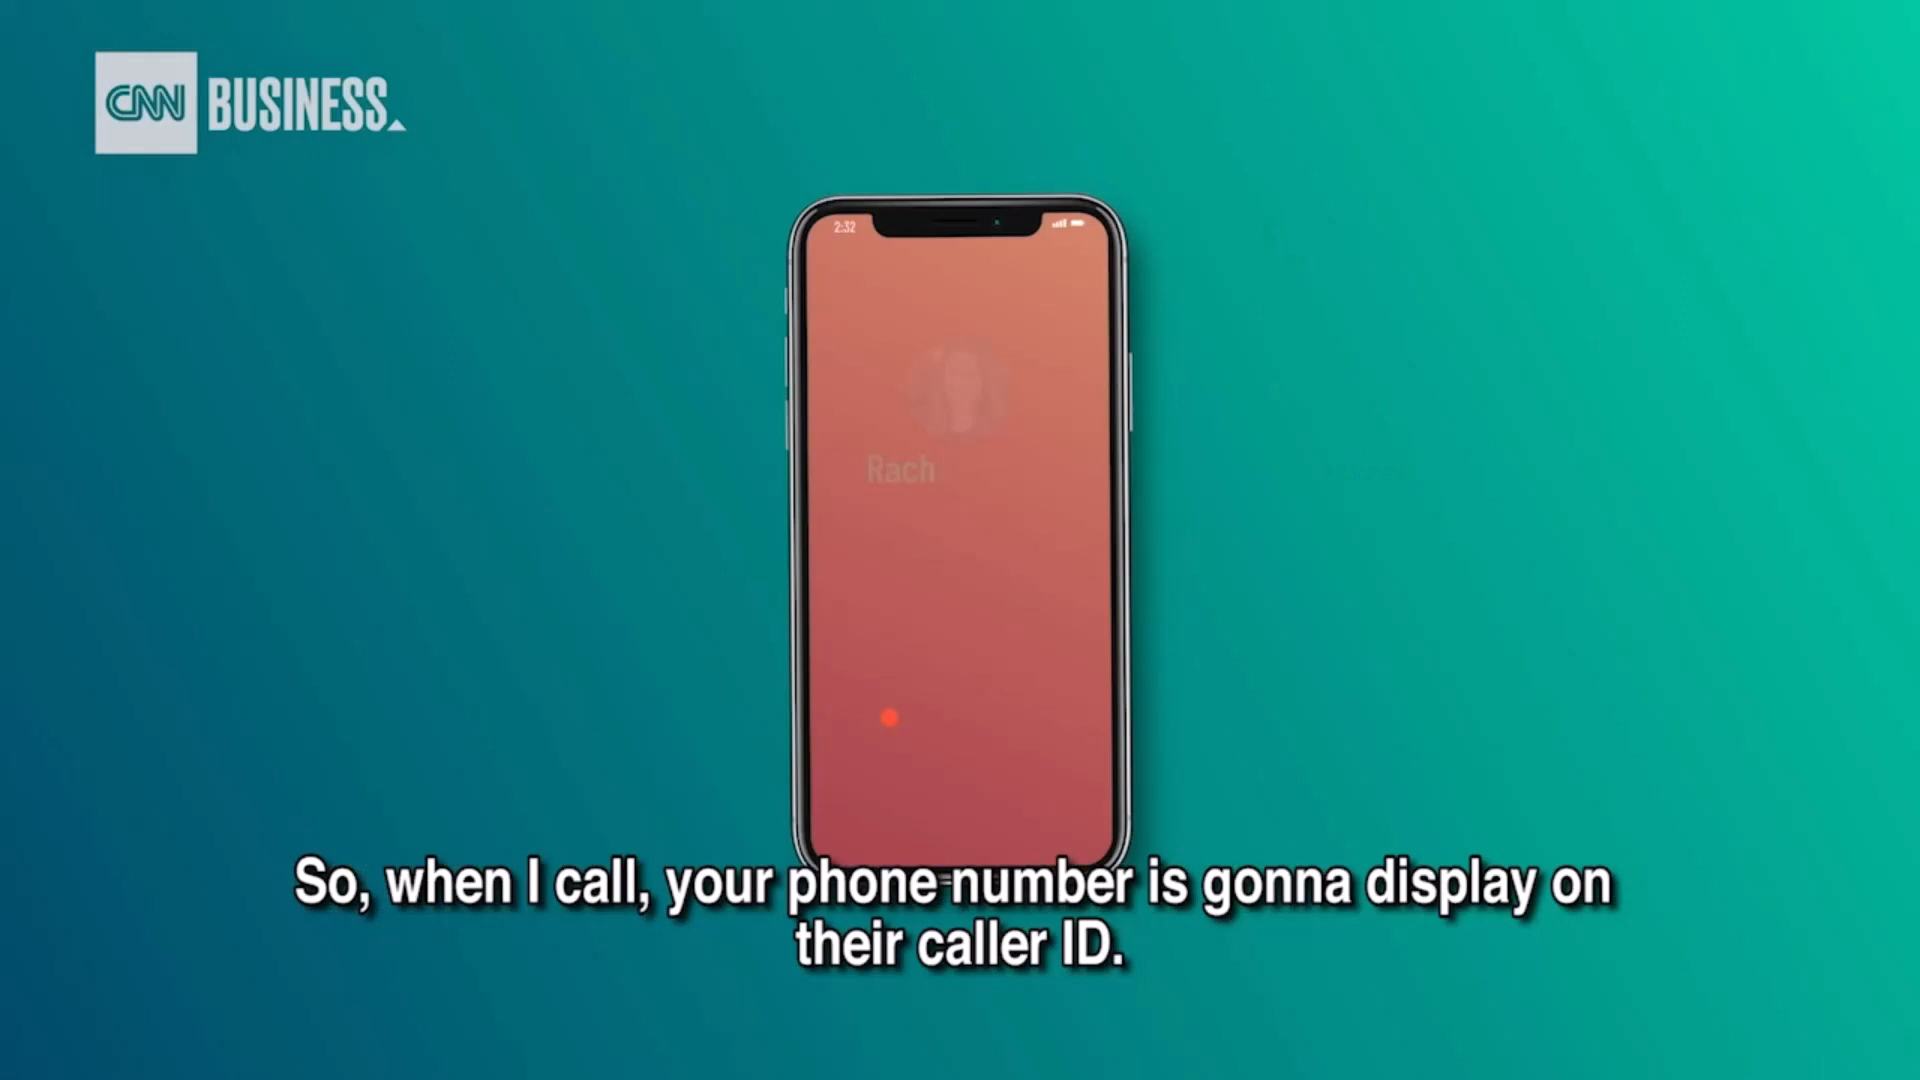 CNN BUSINESS
2:32
Rach
So, when I call, your phone number is gonna display on
their caller ID.